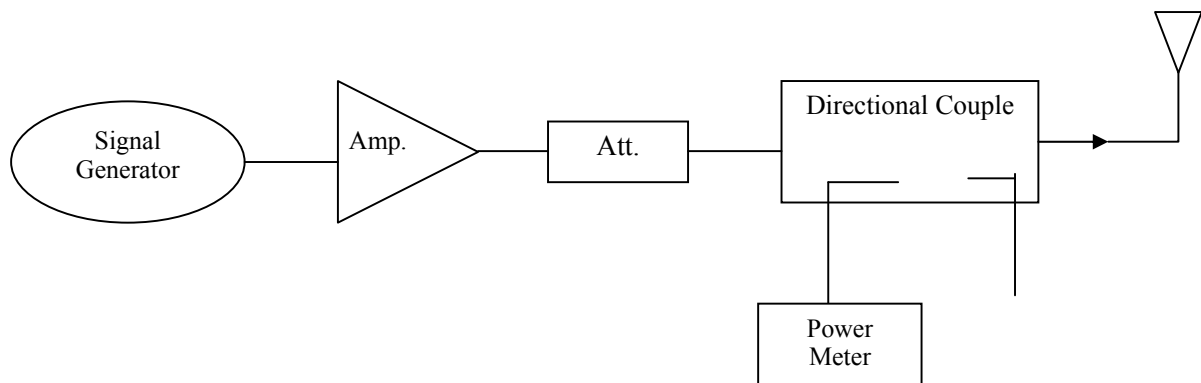 Signal
Generator
Amp.
Att.
Directional Couple
Power
Meter